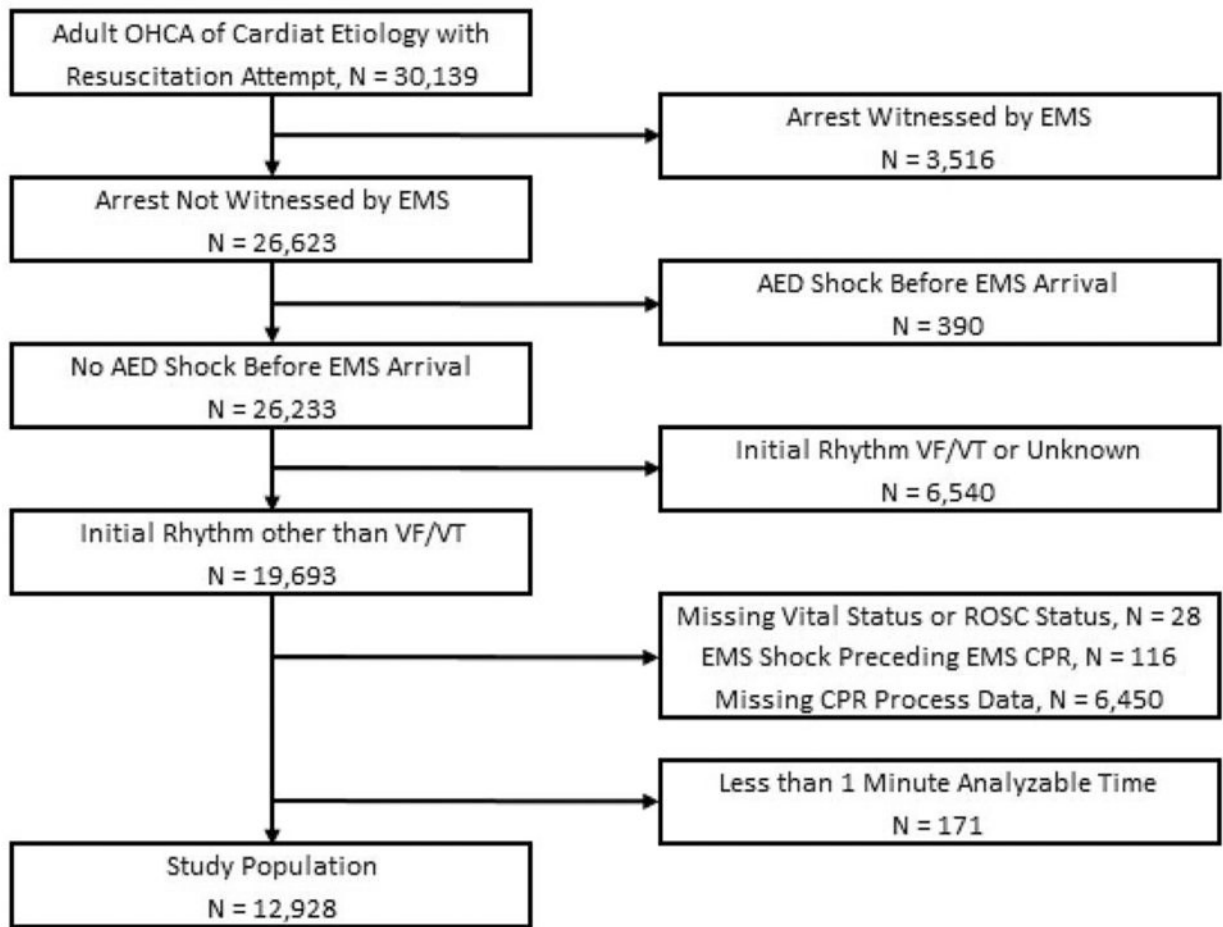 Adult OHCA of Cardiat Etiology with
Resuscitation Attempt, N = 30,139
Arrest Witnessed by EMS
N = 3,516
Arrest Not Witnessed by EMS
N = 26,623
AED Shock Before EMS Arrival
N = 390
No AED Shock Before EMS Arrival
N = 26,233
Initial Rhythm VF/VT or Unknown
N = 6,540
Initial Rhythm other than VF/VT
N = 19,693
Missing Vital Status or ROSC Status, N = 28
EMS Shock Preceding EMS CPR, N = 116
Missing CPR Process Data, N = 6,450
Less than 1 Minute Analyzable Time
N = 171
Study Population
N = 12,928